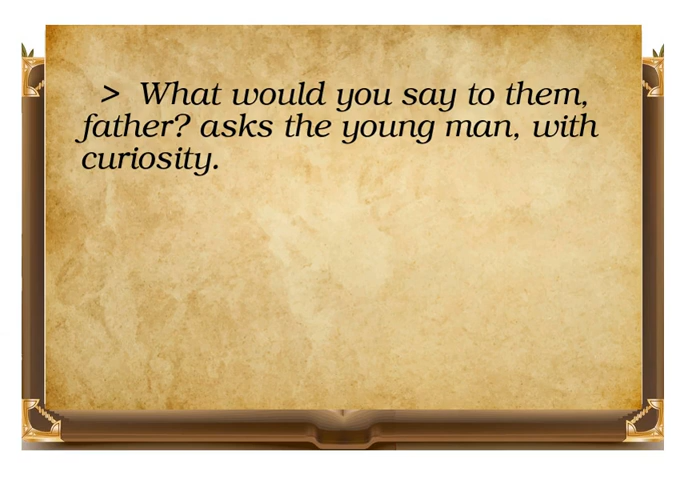 > What would you say to them,
father? asks the young man, with
curiosity.